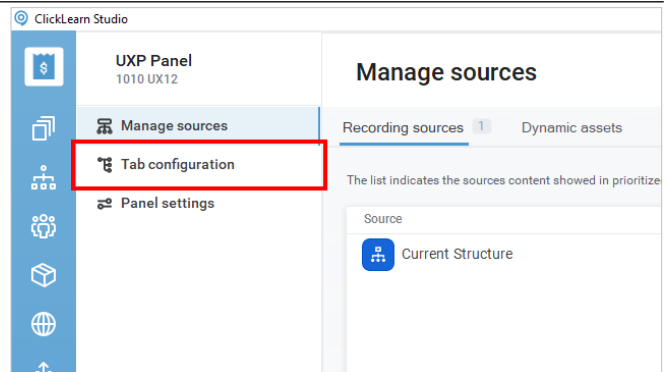 ClickLearn Studio
UXP Panel
1010 UX12
Manage sources
Tab configuration
Panel settings
Manage sources
Recording sources 1 Dynamic assets
The list indicates the sources content showed in prioritize
Source
Current Structure